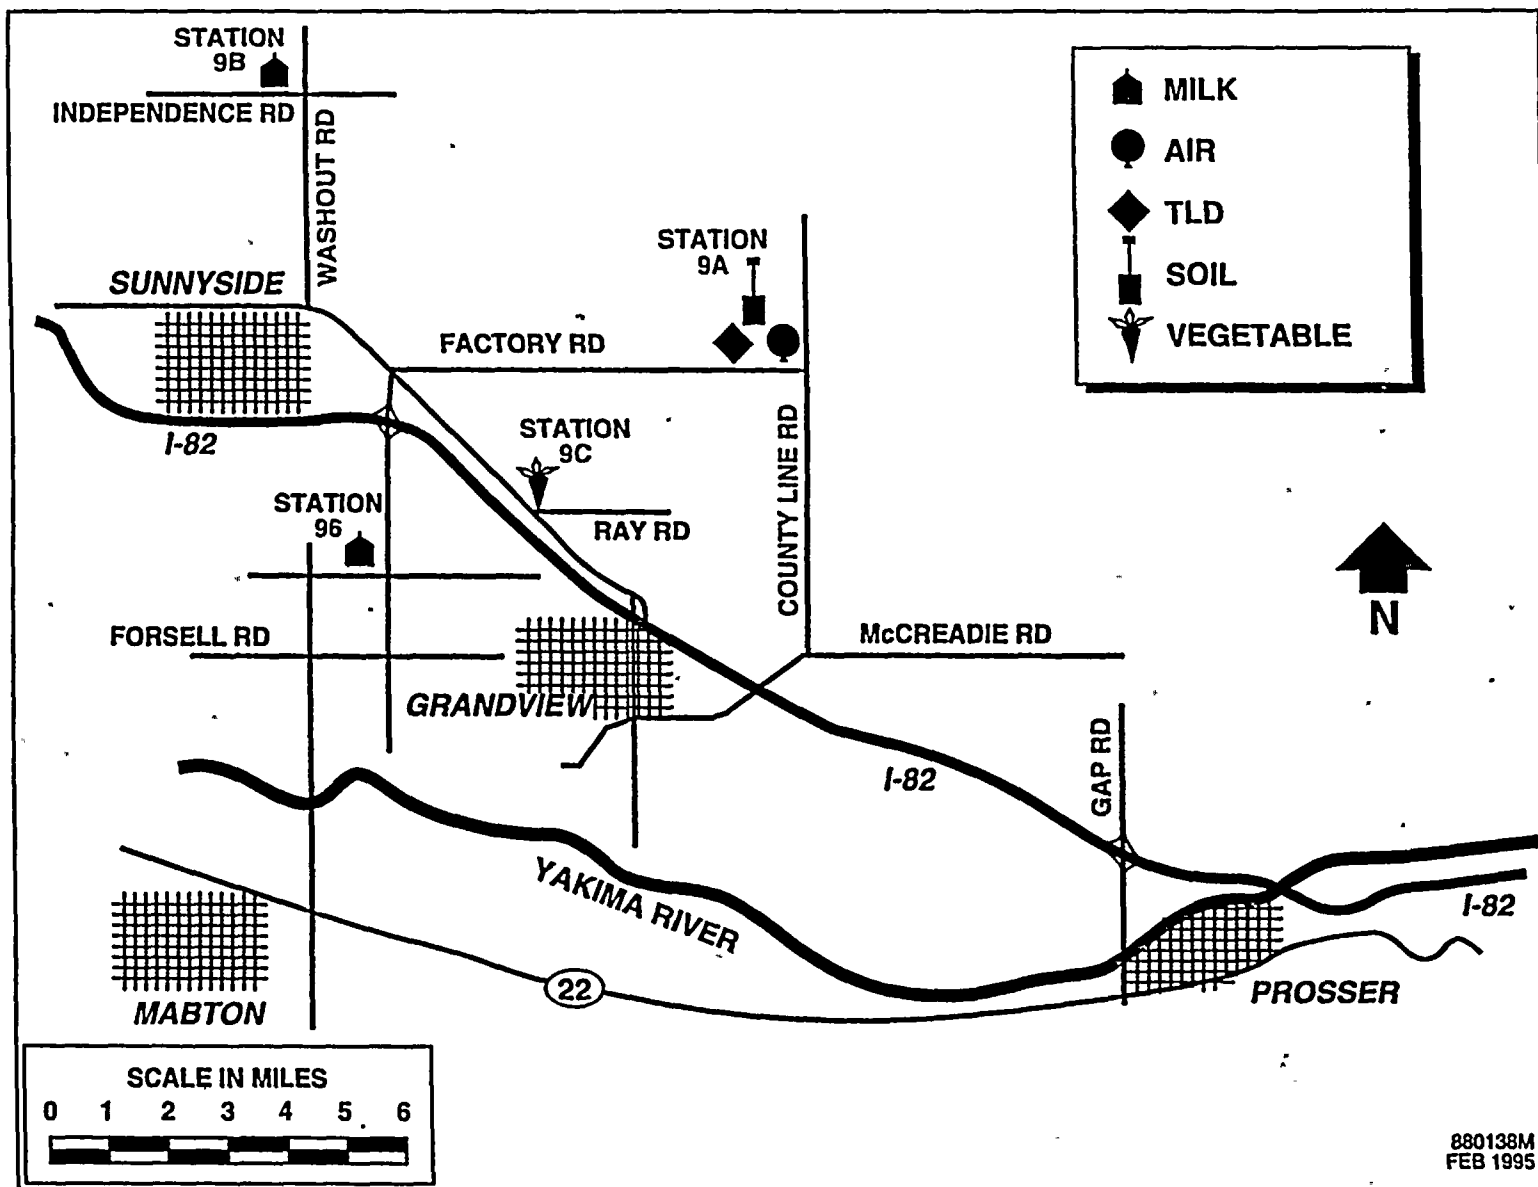 STATION
9B
INDEPENDENCE RD
WASHOUT RD
SUNNYSIDE
I-82
STATION
9A
FACTORY RD
COUNTY LINE RD
STATION
9C
RAY RD
STATION
96
FORSELL RD
GRANDVIEW
McCREADIE RD
I-82
GAP RD
YAKIMA RIVER
22
MABTON
PROSSER
I-82
MILK
AIR
TLD
SOIL
VEGETABLE
N
SCALE IN MILES
0 1 2 3 4 5 6
880138M
FEB 1995